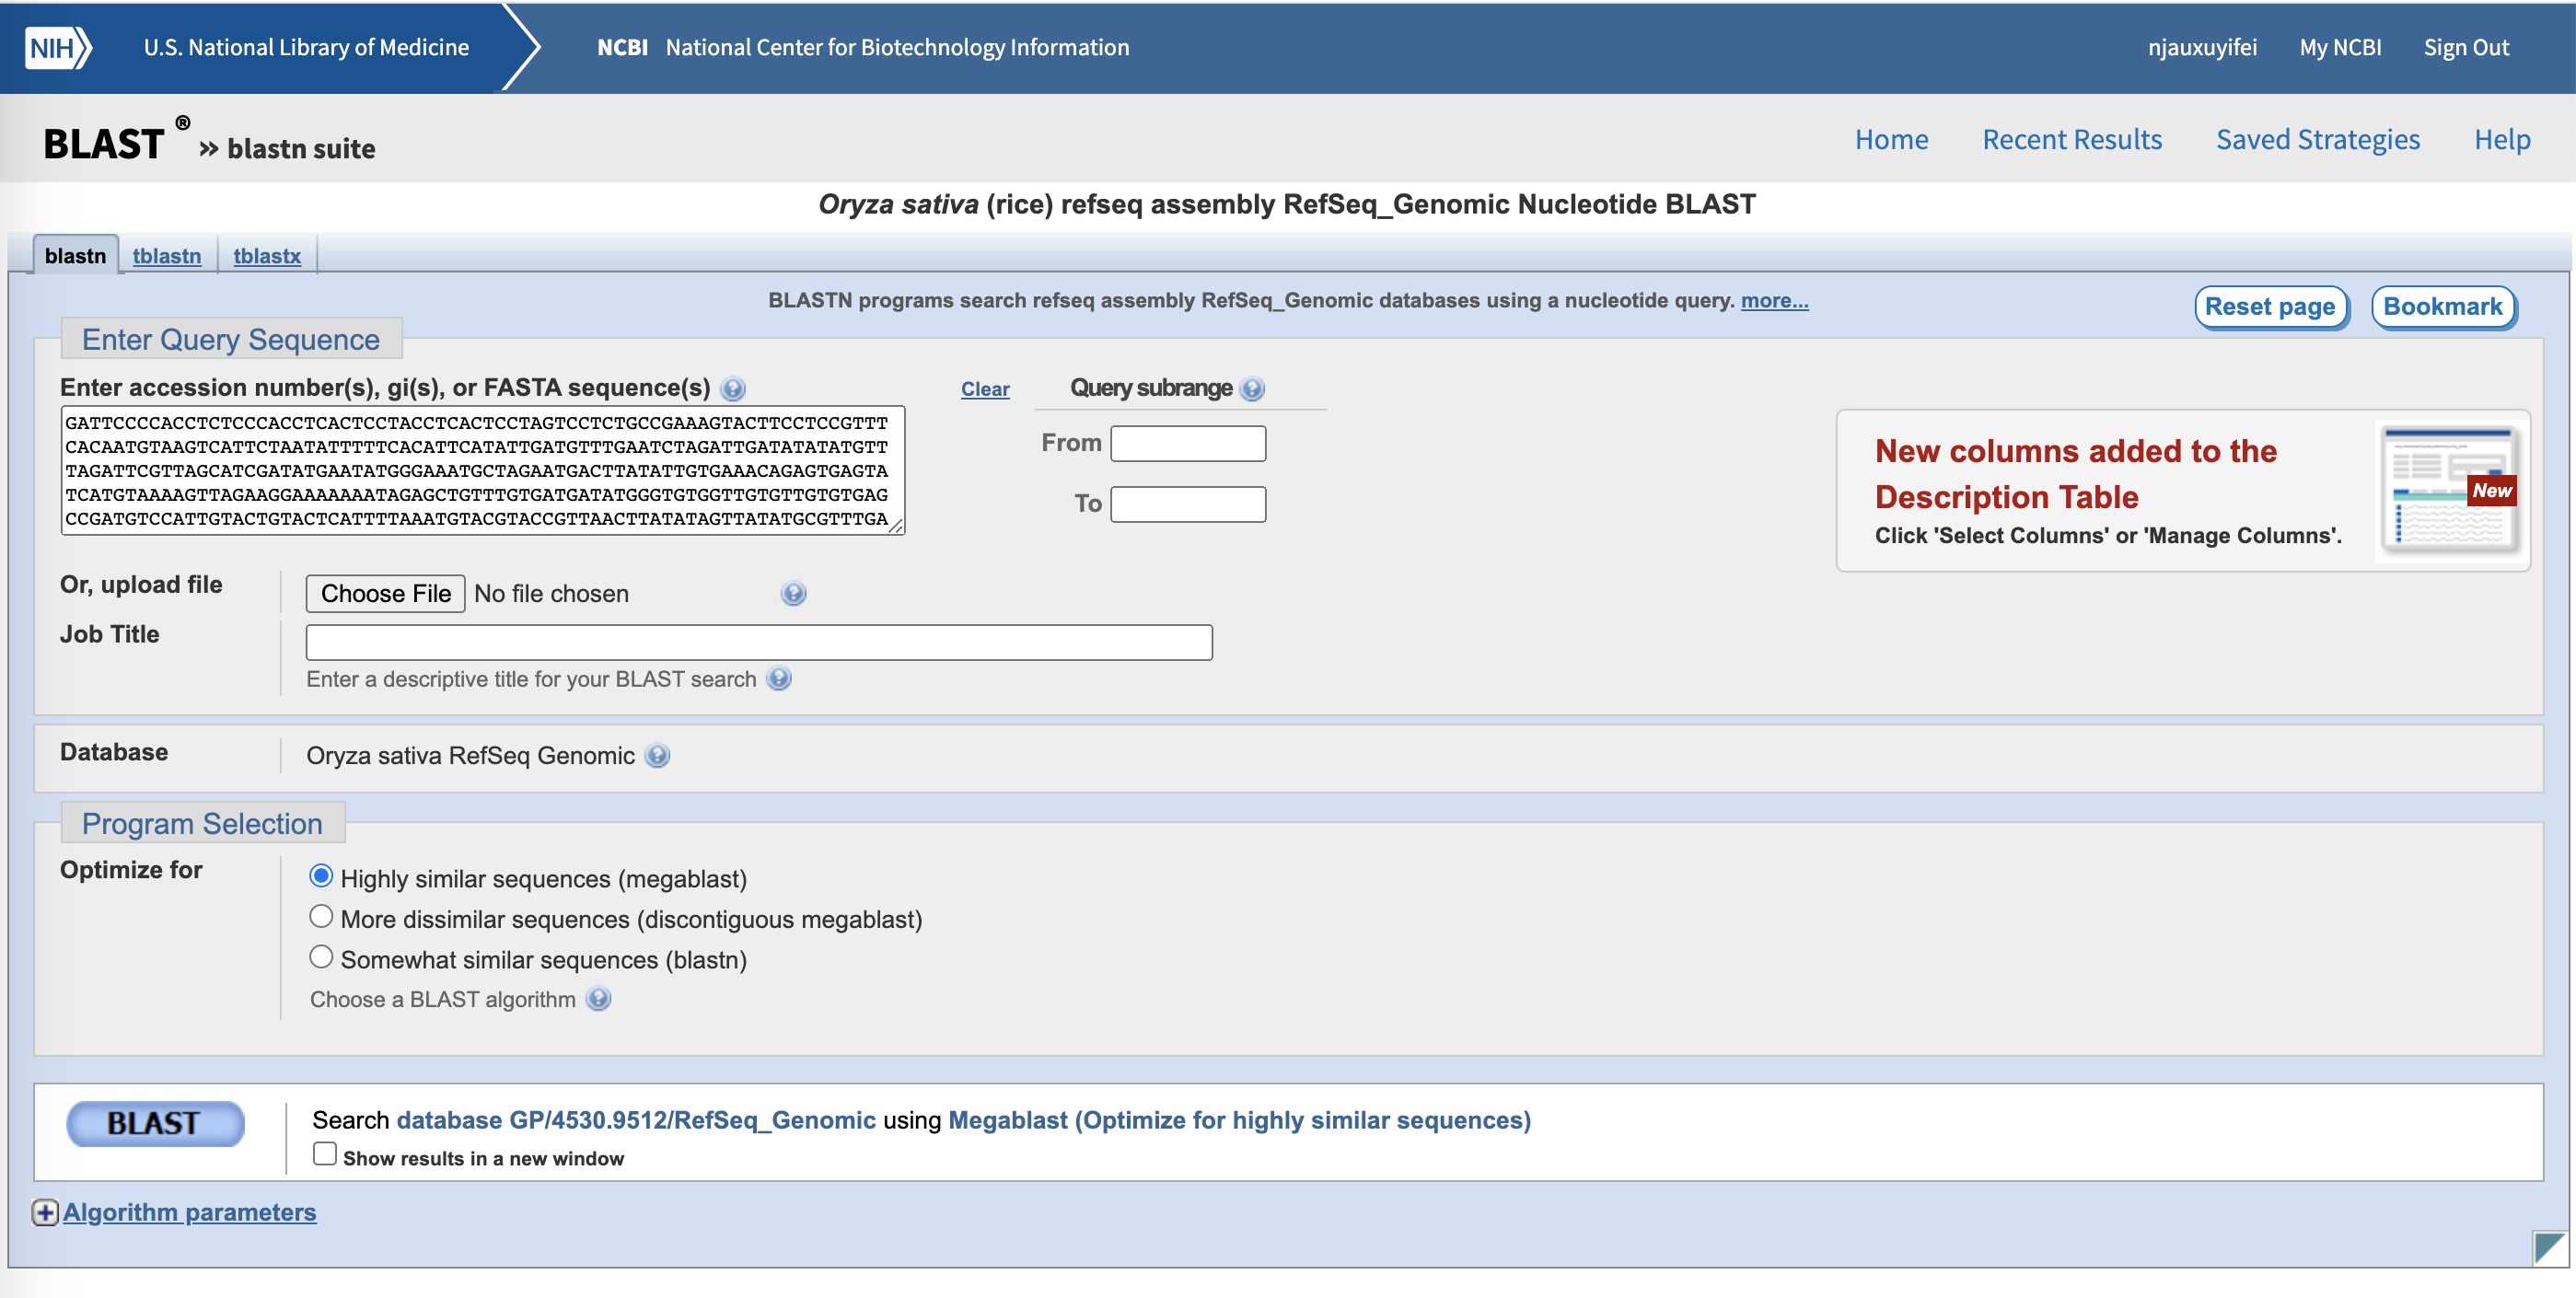 NIH U.S. National Library of Medicine NCBI National Center for Biotechnology Information njauxuyifei My NCBI Sign Out
BLAST ® » blastn suite Home Recent Results Saved Strategies Help
Oryza sativa (rice) refseq assembly RefSeq_Genomic Nucleotide BLAST
blastn tblastn tblastx
BLASTN programs search refseq assembly RefSeq_Genomic databases using a nucleotide query. more... Reset page Bookmark
Enter Query Sequence
Enter accession number(s), gi(s), or FASTA sequence(s) ? Clear Query subrange ?
GATTCCCCACCTCTCCCACCTCACTCCTACCTCACTCCTAGTCCTCTGCCGAAAGTACTTCCTCCGTTT
CACAATGTAAGTCATTCTAATATTTTTCACATTCATATTGATGTTTGAATCTAGATTGATATATATGTT
TAGATTCGTTAGCATCGATATGAATATGGGAAATGCTAGAATGACTTATATTGTGAAACAGAGTGAGTA
TCATGTAAAAGTTAGAAGGAAAAAAATAGAGCTGTTTGTGATGATATGGGTGTGGTTGTGTTGTGTGAG
CCGATGTCCATTGTACTGTACTCATTTTAAATGTACGTACCGTTAACTTATATAGTTATATGCGTTTGA
From
To
New columns added to the
Description Table
Click 'Select Columns' or 'Manage Columns'.
New
Or, upload file Choose File No file chosen ?
Job Title
Enter a descriptive title for your BLAST search ?
Database Oryza sativa RefSeq Genomic ?
Program Selection
Optimize for Highly similar sequences (megablast)
More dissimilar sequences (discontiguous megablast)
Somewhat similar sequences (blastn)
Choose a BLAST algorithm ?
BLAST Search database GP/4530.9512/RefSeq_Genomic using Megablast (Optimize for highly similar sequences)
Show results in a new window
+ Algorithm parameters